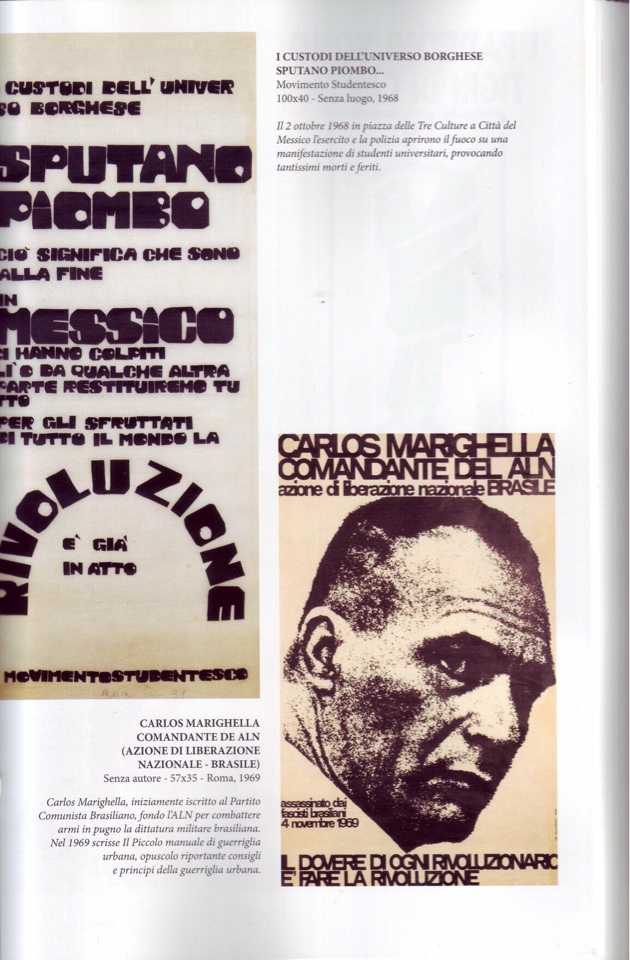 I CUSTODI DELL'UNIVERSO BORGHESE
SPUTANO PIOMBO...
Movimento Studentesco
100x40 - Senza luogo, 1968
Il 2 ottobre 1968 in piazza delle Tre Culture a Città del
Messico l'esercito e la polizia aprirono il fuoco su una
manifestazione di studenti universitari, provocando
tantissimi morti e feriti.
I CUSTODI DELL' UNIVER
SO BORGHESE
SPUTANO
PIOMBO
CIO' SIGNIFICA CHE SONO
ALLA FINE
IN
MESSICO
CI HANNO COLPITI
LI' O DA QUALCHE ALTRA
PARTE RESTITUIREMO TU
TTO
PER GLI SFRUTTATI
DI TUTTO IL MONDO LA
RIVOLUZIONE
E' GIA'
IN ATTO
MOVIMENTOSTUDENTESCO
CARLOS MARIGHELLA
COMANDANTE DEL ALN
azione di liberazione nazionale BRASILE
assassinato dai
fascisti brasiliani
4 novembre 1969
IL DOVERE DI OGNI RIVOLUZIONARIO
E' FARE LA RIVOLUZIONE
CARLOS MARIGHELLA
COMANDANTE DE ALN
(AZIONE DI LIBERAZIONE
NAZIONALE - BRASILE)
Senza autore - 57x35 - Roma, 1969
Carlos Marighella, iniziamente iscritto al Partito
Comunista Brasiliano, fondo l'ALN per combattere
armi in pugno la dittatura militare brasiliana.
Nel 1969 scrisse Il Piccolo manuale di guerriglia
urbana, opuscolo riportante consigli
e principi della guerriglia urbana.